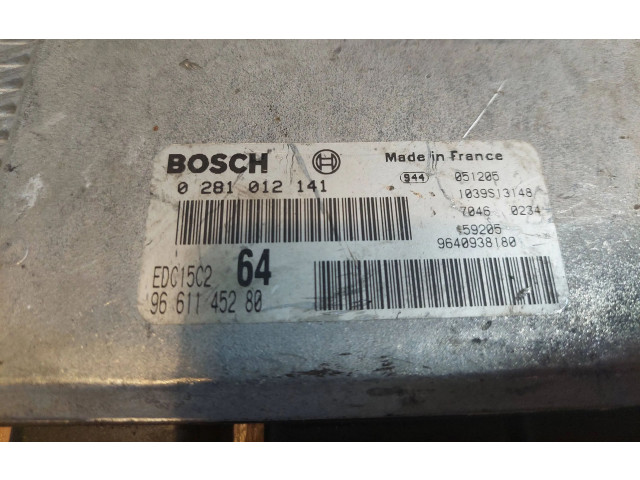 BOSCH
Made in France
0 281 012 141
944 051205
1039S13148
7046 0234
59205
9640938180
EDC15C2 64
96 611 452 80